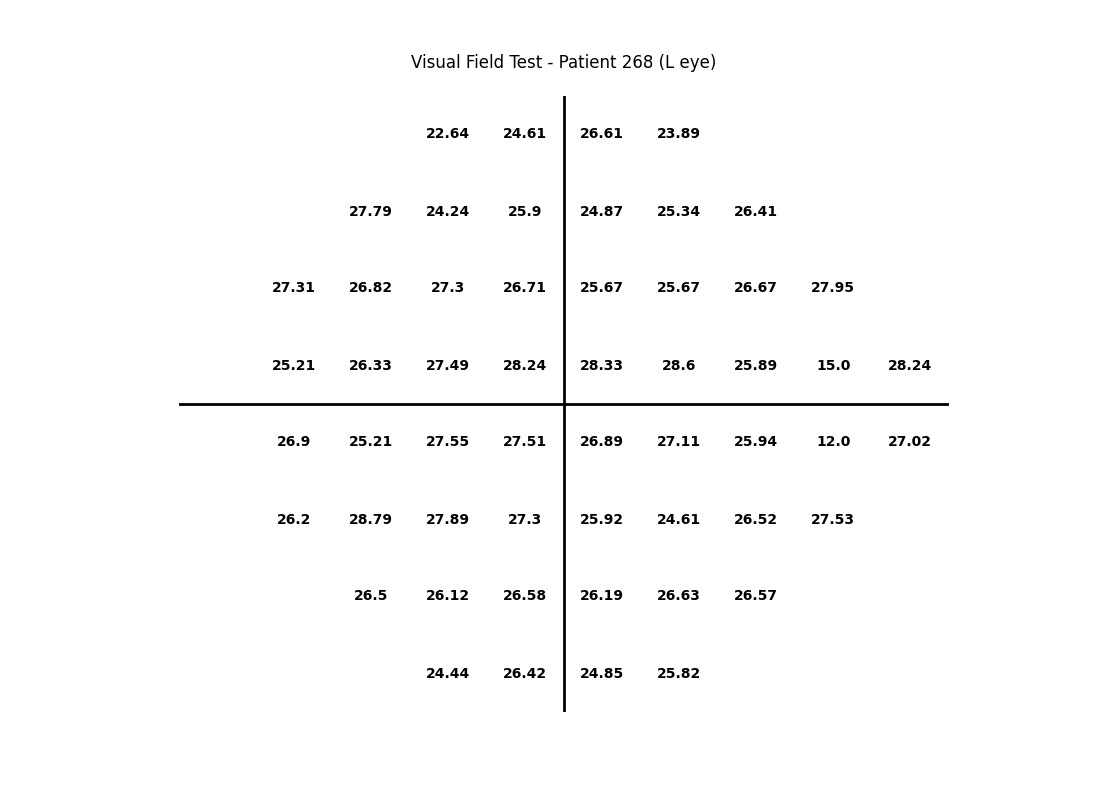 Visual Field Test - Patient 268 (L eye)
22.64 24.61 26.61 23.89
27.79 24.24 25.9 24.87 25.34 26.41
27.31 26.82 27.3 26.71 25.67 25.67 26.67 27.95
25.21 26.33 27.49 28.24 28.33 28.6 25.89 15.0 28.24
26.9 25.21 27.55 27.51 26.89 27.11 25.94 12.0 27.02
26.2 28.79 27.89 27.3 25.92 24.61 26.52 27.53
26.5 26.12 26.58 26.19 26.63 26.57
24.44 26.42 24.85 25.82